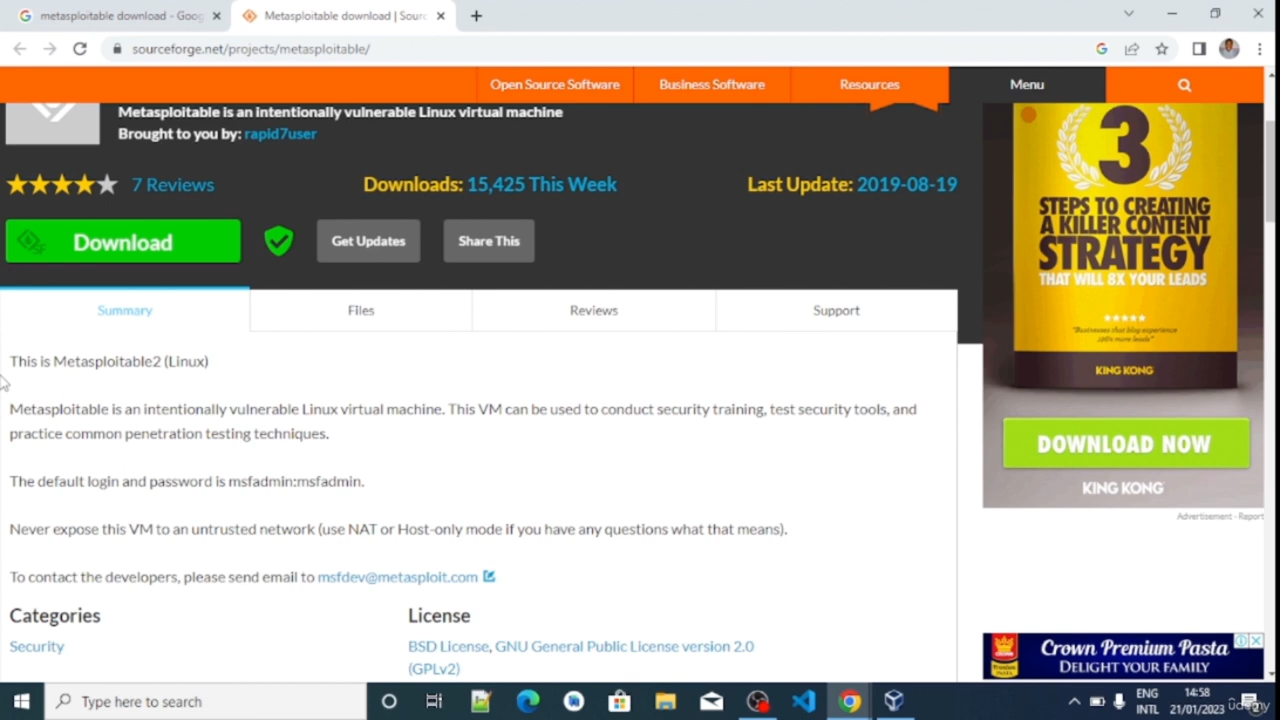 metasploitable download - Goog
Metasploitable download | Sourc
sourceforge.net/projects/metasploitable/
Open Source Software
Business Software
Resources
Menu
Metasploitable is an intentionally vulnerable Linux virtual machine
Brought to you by: rapid7user
7 Reviews
Downloads: 15,425 This Week
Last Update: 2019-08-19
Download
Get Updates
Share This
Summary
Files
Reviews
Support
This is Metasploitable2 (Linux)
Metasploitable is an intentionally vulnerable Linux virtual machine. This VM can be used to conduct security training, test security tools, and
practice common penetration testing techniques.
The default login and password is msfadmin:msfadmin.
Never expose this VM to an untrusted network (use NAT or Host-only mode if you have any questions what that means).
To contact the developers, please send email to msfdev@metasploit.com
Categories
License
Security
BSD License, GNU General Public License version 2.0
(GPLv2)
3
STEPS TO CREATING
A KILLER CONTENT
STRATEGY
THAT WILL 8X YOUR LEADS
"Businesses that blog experience
126% more leads"
KING KONG
DOWNLOAD NOW
KING KONG
Advertisement - Report
Crown Premium Pasta
DELIGHT YOUR FAMILY
Type here to search
ENG
INTL
14:58
21/01/2023
ûdemy